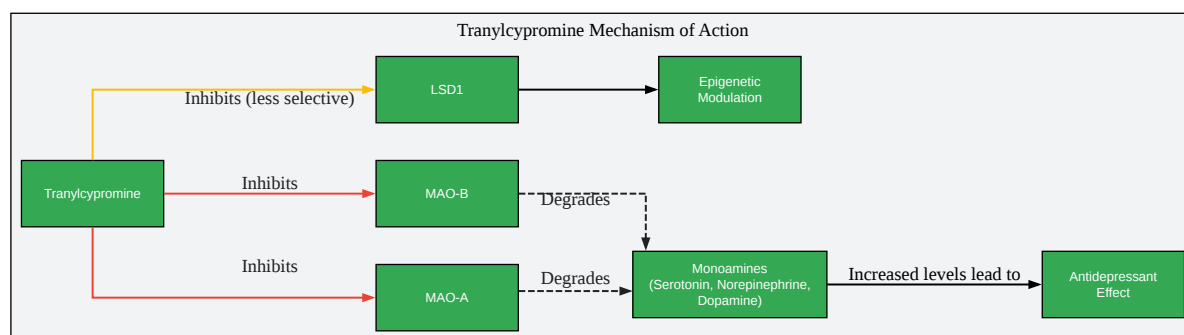 Tranylcypromine Mechanism of Action
Inhibits (less selective)
LSD1
Epigenetic
Modulation
Tranylcypromine
Inhibits
MAO-B
Degrades
Inhibits
MAO-A
Degrades
Monoamines
(Serotonin, Norepinephrine,
Dopamine)
Increased levels lead to
Antidepressant
Effect